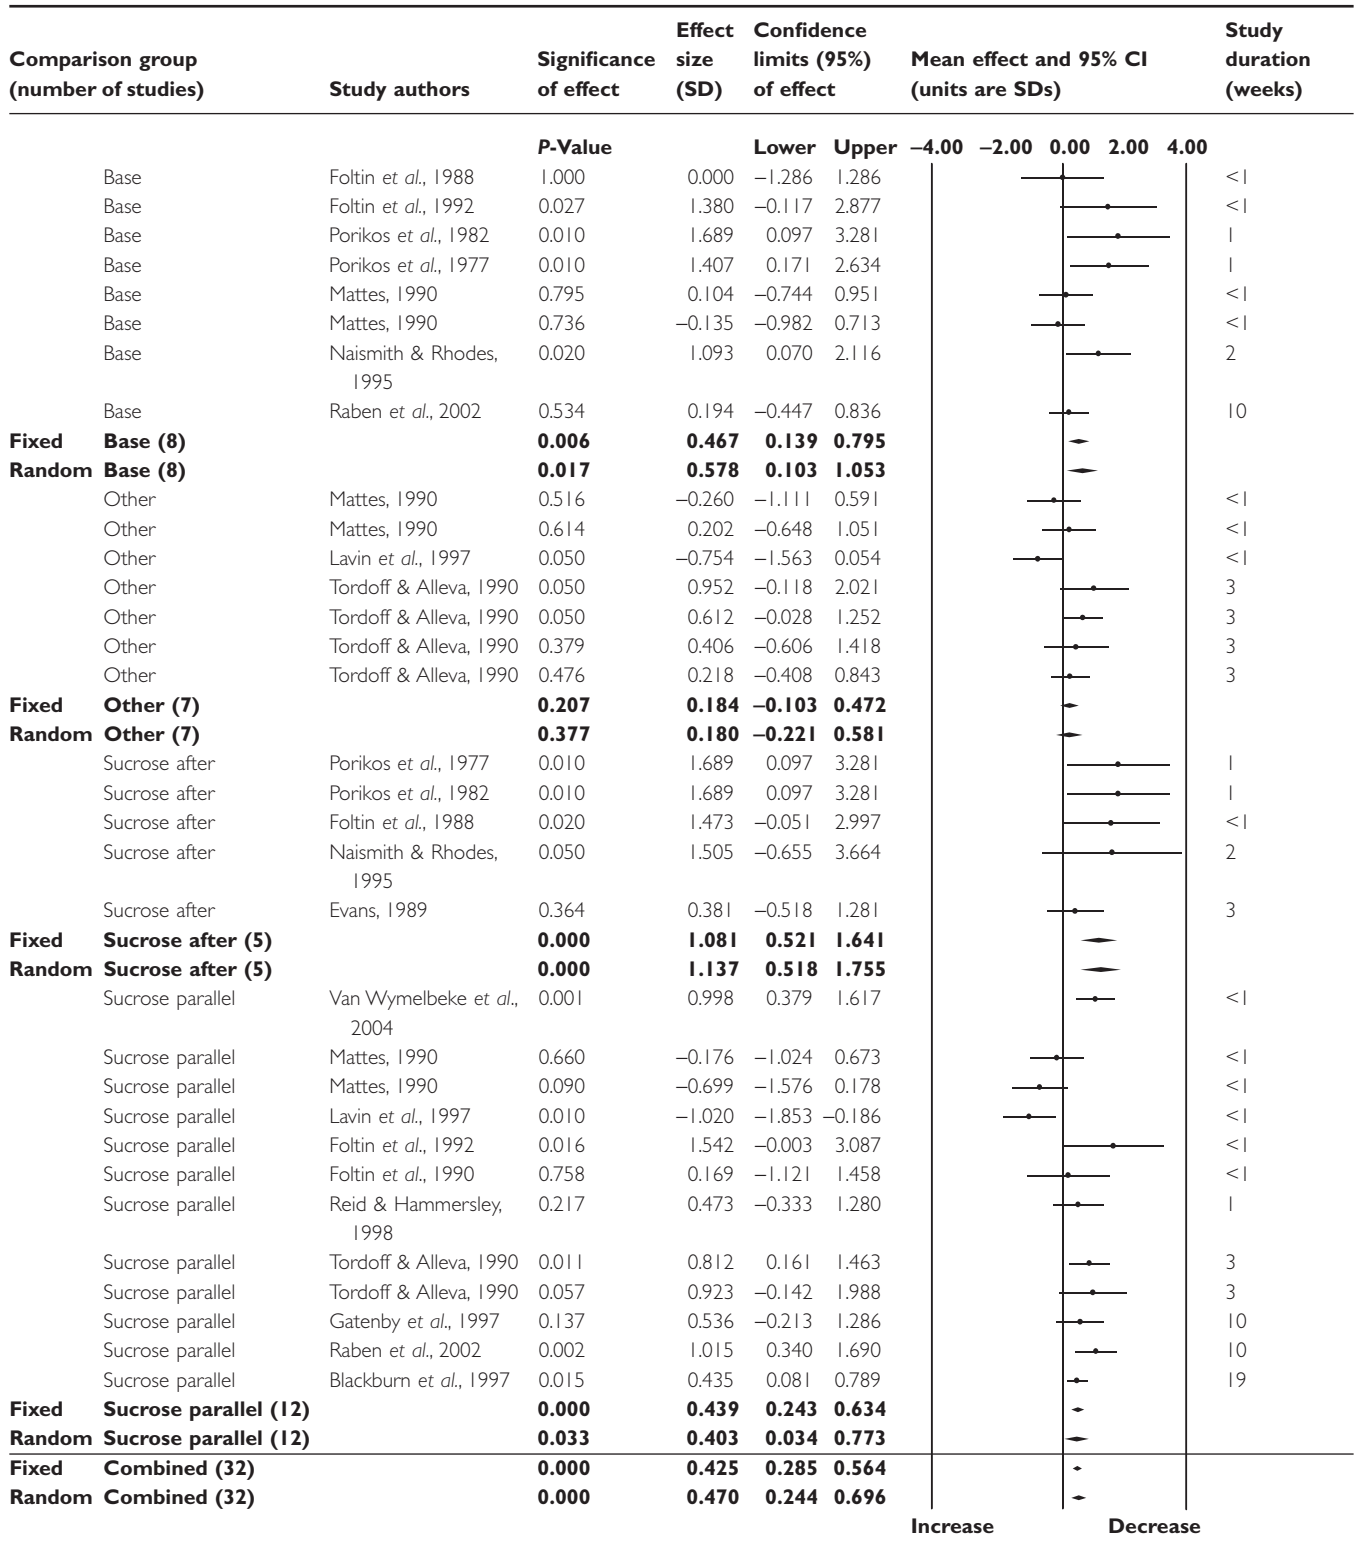 Comparison group (number of studies) Study authors Significance of effect Effect size (SD) Confidence limits (95%) of effect Mean effect and 95% CI (units are SDs) Study duration (weeks)
P-Value Lower Upper –4.00 –2.00 0.00 2.00 4.00
Base Foltin et al., 1988 1.000 0.000 –1.286 1.286 <1
Base Foltin et al., 1992 0.027 1.380 –0.117 2.877 <1
Base Porikos et al., 1982 0.010 1.689 0.097 3.281 1
Base Porikos et al., 1977 0.010 1.407 0.171 2.634 1
Base Mattes, 1990 0.795 0.104 –0.744 0.951 <1
Base Mattes, 1990 0.736 –0.135 –0.982 0.713 <1
Base Naismith & Rhodes, 0.020 1.093 0.070 2.116 2
1995
Base Raben et al., 2002 0.534 0.194 –0.447 0.836 10
Fixed Base (8) 0.006 0.467 0.139 0.795
Random Base (8) 0.017 0.578 0.103 1.053
Other Mattes, 1990 0.516 –0.260 –1.111 0.591 <1
Other Mattes, 1990 0.614 0.202 –0.648 1.051 <1
Other Lavin et al., 1997 0.050 –0.754 –1.563 0.054 <1
Other Tordoff & Alleva, 1990 0.050 0.952 –0.118 2.021 3
Other Tordoff & Alleva, 1990 0.050 0.612 –0.028 1.252 3
Other Tordoff & Alleva, 1990 0.379 0.406 –0.606 1.418 3
Other Tordoff & Alleva, 1990 0.476 0.218 –0.408 0.843 3
Fixed Other (7) 0.207 0.184 –0.103 0.472
Random Other (7) 0.377 0.180 –0.221 0.581
Sucrose after Porikos et al., 1977 0.010 1.689 0.097 3.281 1
Sucrose after Porikos et al., 1982 0.010 1.689 0.097 3.281 1
Sucrose after Foltin et al., 1988 0.020 1.473 –0.051 2.997 <1
Sucrose after Naismith & Rhodes, 0.050 1.505 –0.655 3.664 2
1995
Sucrose after Evans, 1989 0.364 0.381 –0.518 1.281 3
Fixed Sucrose after (5) 0.000 1.081 0.521 1.641
Random Sucrose after (5) 0.000 1.137 0.518 1.755
Sucrose parallel Van Wymelbeke et al., 0.001 0.998 0.379 1.617 <1
2004
Sucrose parallel Mattes, 1990 0.660 –0.176 –1.024 0.673 <1
Sucrose parallel Mattes, 1990 0.090 –0.699 –1.576 0.178 <1
Sucrose parallel Lavin et al., 1997 0.010 –1.020 –1.853 –0.186 <1
Sucrose parallel Foltin et al., 1992 0.016 1.542 –0.003 3.087 <1
Sucrose parallel Foltin et al., 1990 0.758 0.169 –1.121 1.458 <1
Sucrose parallel Reid & Hammersley, 0.217 0.473 –0.333 1.280 1
1998
Sucrose parallel Tordoff & Alleva, 1990 0.011 0.812 0.161 1.463 3
Sucrose parallel Tordoff & Alleva, 1990 0.057 0.923 –0.142 1.988 3
Sucrose parallel Gatenby et al., 1997 0.137 0.536 –0.213 1.286 10
Sucrose parallel Raben et al., 2002 0.002 1.015 0.340 1.690 10
Sucrose parallel Blackburn et al., 1997 0.015 0.435 0.081 0.789 19
Fixed Sucrose parallel (12) 0.000 0.439 0.243 0.634
Random Sucrose parallel (12) 0.033 0.403 0.034 0.773
Fixed Combined (32) 0.000 0.425 0.285 0.564
Random Combined (32) 0.000 0.470 0.244 0.696
Increase Decrease